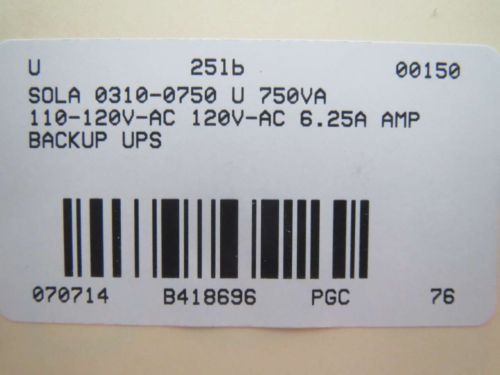 U 25lb 00150
SOLA 0310-0750 U 750VA
110-120V-AC 120V-AC 6.25A AMP
BACKUP UPS
070714 B418696 PGC 76